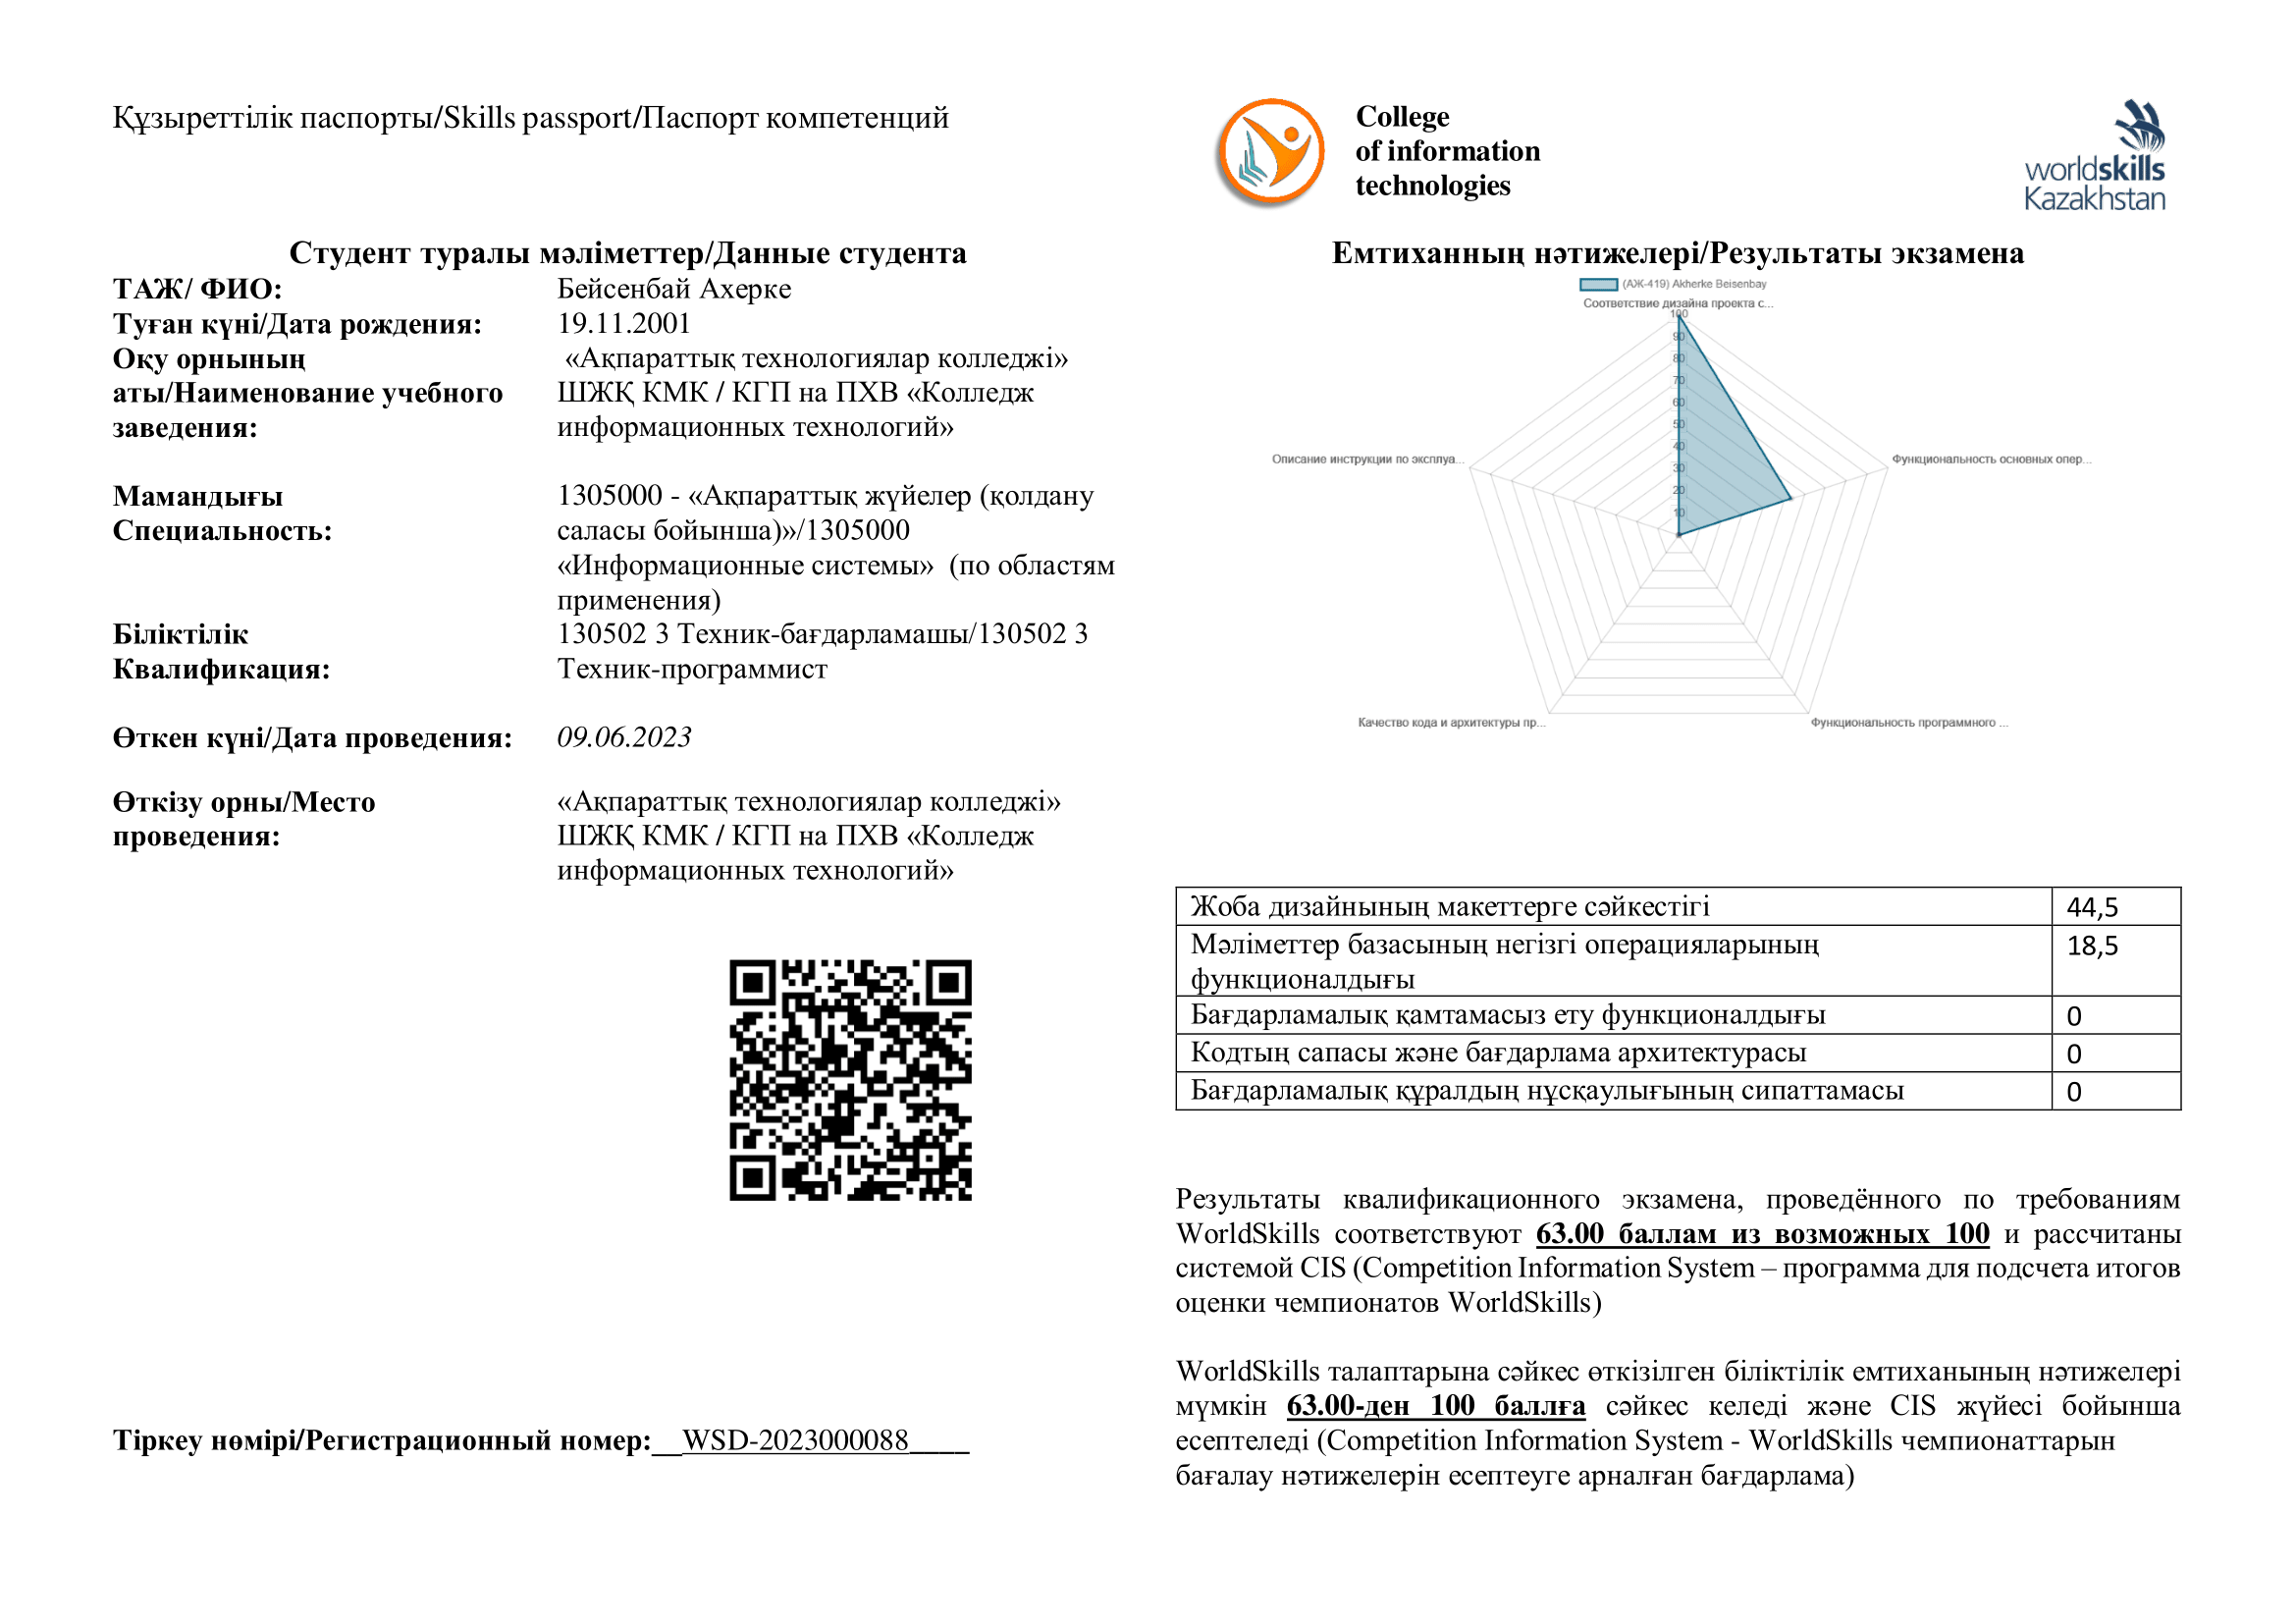 Құзыреттілік паспорты/Skills passport/Паспорт компетенций
Студент туралы мәліметтер/Данные студента
ТАЖ/ ФИО: Бейсенбай Ахерке
Туған күні/Дата рождения: 19.11.2001
Оқу орнының
аты/Наименование учебного
заведения:
«Ақпараттық технологиялар колледжі»
ШЖҚ КМК / КГП на ПХВ «Колледж
информационных технологий»
Мамандығы
Специальность:
1305000 - «Ақпараттық жүйелер (қолдану
саласы бойынша)»/1305000
«Информационные системы» (по областям
применения)
Біліктілік
Квалификация:
130502 3 Техник-бағдарламашы/130502 3
Техник-программист
Өткен күні/Дата проведения: 09.06.2023
Өткізу орны/Место
проведения:
«Ақпараттық технологиялар колледжі»
ШЖҚ КМК / КГП на ПХВ «Колледж
информационных технологий»
Тіркеу нөмірі/Регистрационный номер:__WSD-2023000088____
College
of information
technologies
worldskills
Kazakhstan
Емтиханның нәтижелері/Результаты экзамена
(АЖ-419) Akherke Beisenbay
Соответствие дизайна проекта с...
100
90
80
70
60
50
40
30
20
10
Описание инструкции по эксплуа...
Функциональность основных опер...
Качество кода и архитектуры пр...
Функциональность программного ...
Жоба дизайнының макеттерге сәйкестігі 44,5
Мәліметтер базасының негізгі операцияларының 18,5
функционалдығы
Бағдарламалық қамтамасыз ету функционалдығы 0
Кодтың сапасы және бағдарлама архитектурасы 0
Бағдарламалық құралдың нұсқаулығының сипаттамасы 0
Результаты квалификационного экзамена, проведённого по требованиям
WorldSkills соответствуют 63.00 баллам из возможных 100 и рассчитаны
системой CIS (Competition Information System – программа для подсчета итогов
оценки чемпионатов WorldSkills)
WorldSkills талаптарына сәйкес өткізілген біліктілік емтиханының нәтижелері
мүмкін 63.00-ден 100 баллға сәйкес келеді және CIS жүйесі бойынша
есептеледі (Competition Information System - WorldSkills чемпионаттарын
бағалау нәтижелерін есептеуге арналған бағдарлама)